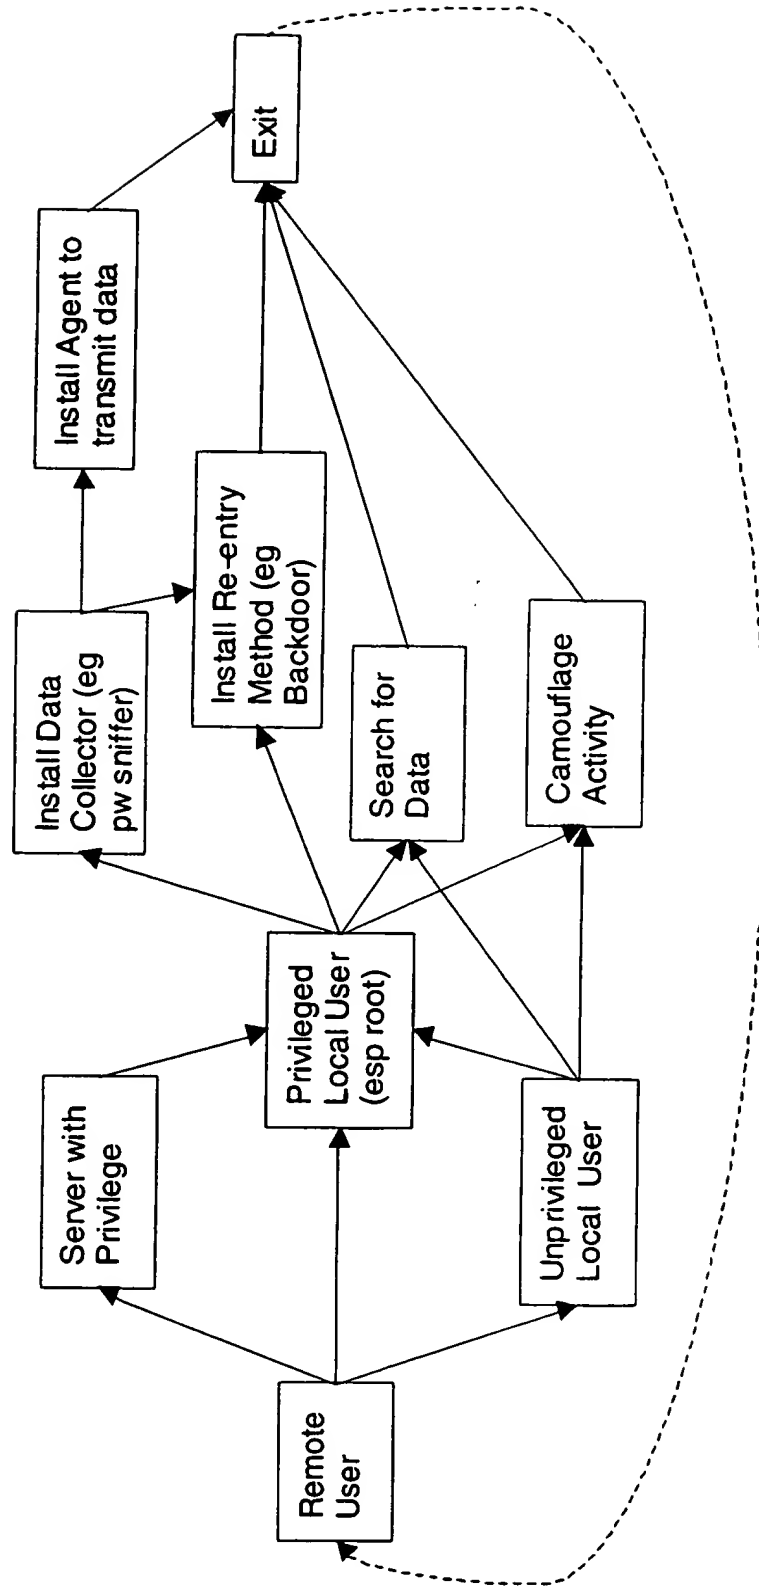 Remote
User
Server with
Privilege
Unprivileged
Local User
Privileged
Local User
(esp root)
Install Data
Collector (eg
pw sniffer)
Install Re-entry
Method (eg
Backdoor)
Search for
Data
Camouflage
Activity
Install Agent to
transmit data
Exit